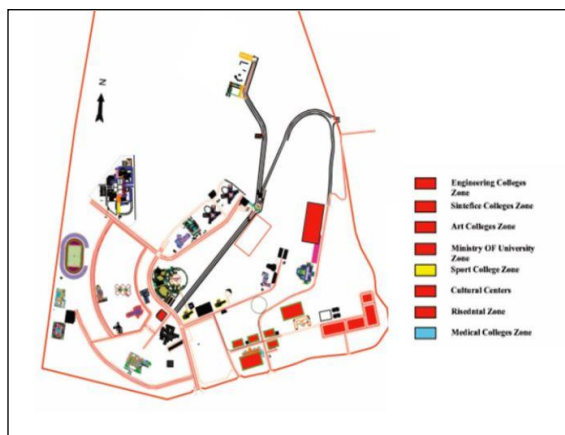 N
Engineering Colleges
Zone
Sintefice Colleges Zone
Art Colleges Zone
Ministry OF University
Zone
Sport College Zone
Cultural Centers
Risedntal Zone
Medical Colleges Zone